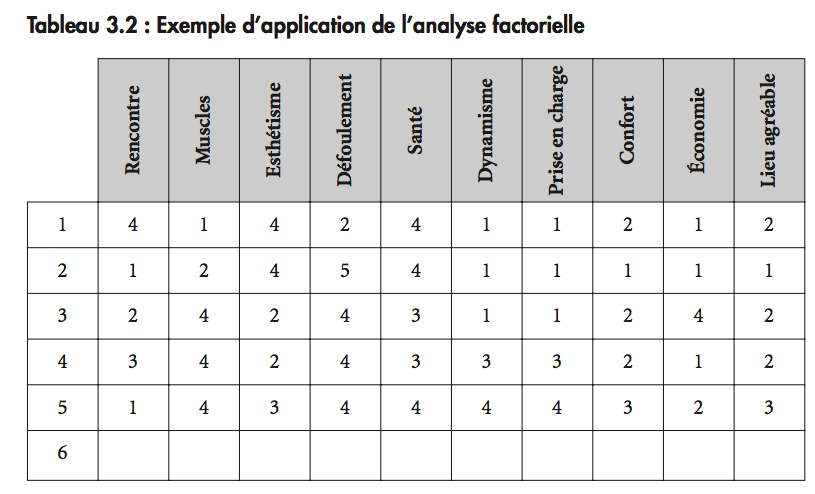 Tableau 3.2 : Exemple d’application de l’analyse factorielle
Rencontre Muscles Esthétisme Défoulement Santé Dynamisme Prise en charge Confort Économie Lieu agréable
1 4 1 4 2 4 1 1 2 1 2
2 1 2 4 5 4 1 1 1 1 1
3 2 4 2 4 3 1 1 2 4 2
4 3 4 2 4 3 3 3 2 1 2
5 1 4 3 4 4 4 4 3 2 3
6